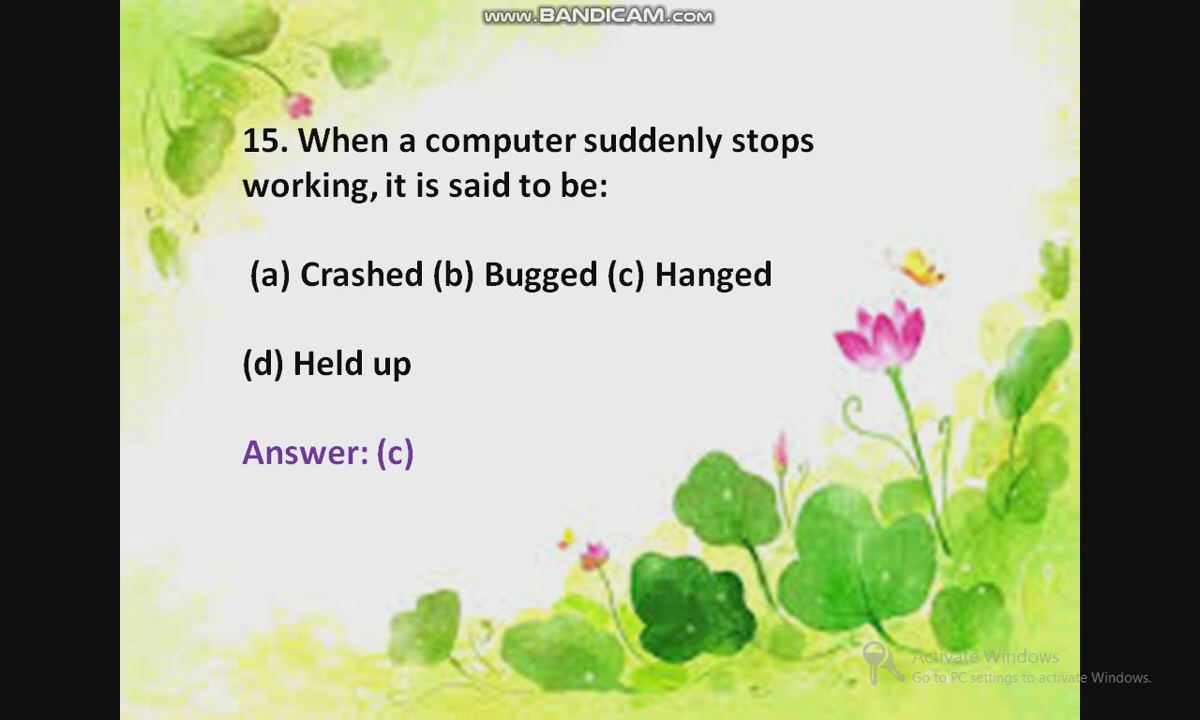 www.BANDICAM.com
15. When a computer suddenly stops
working, it is said to be:
(a) Crashed (b) Bugged (c) Hanged
(d) Held up
Answer: (c)
Activate Windows
Go to PC settings to activate Windows.